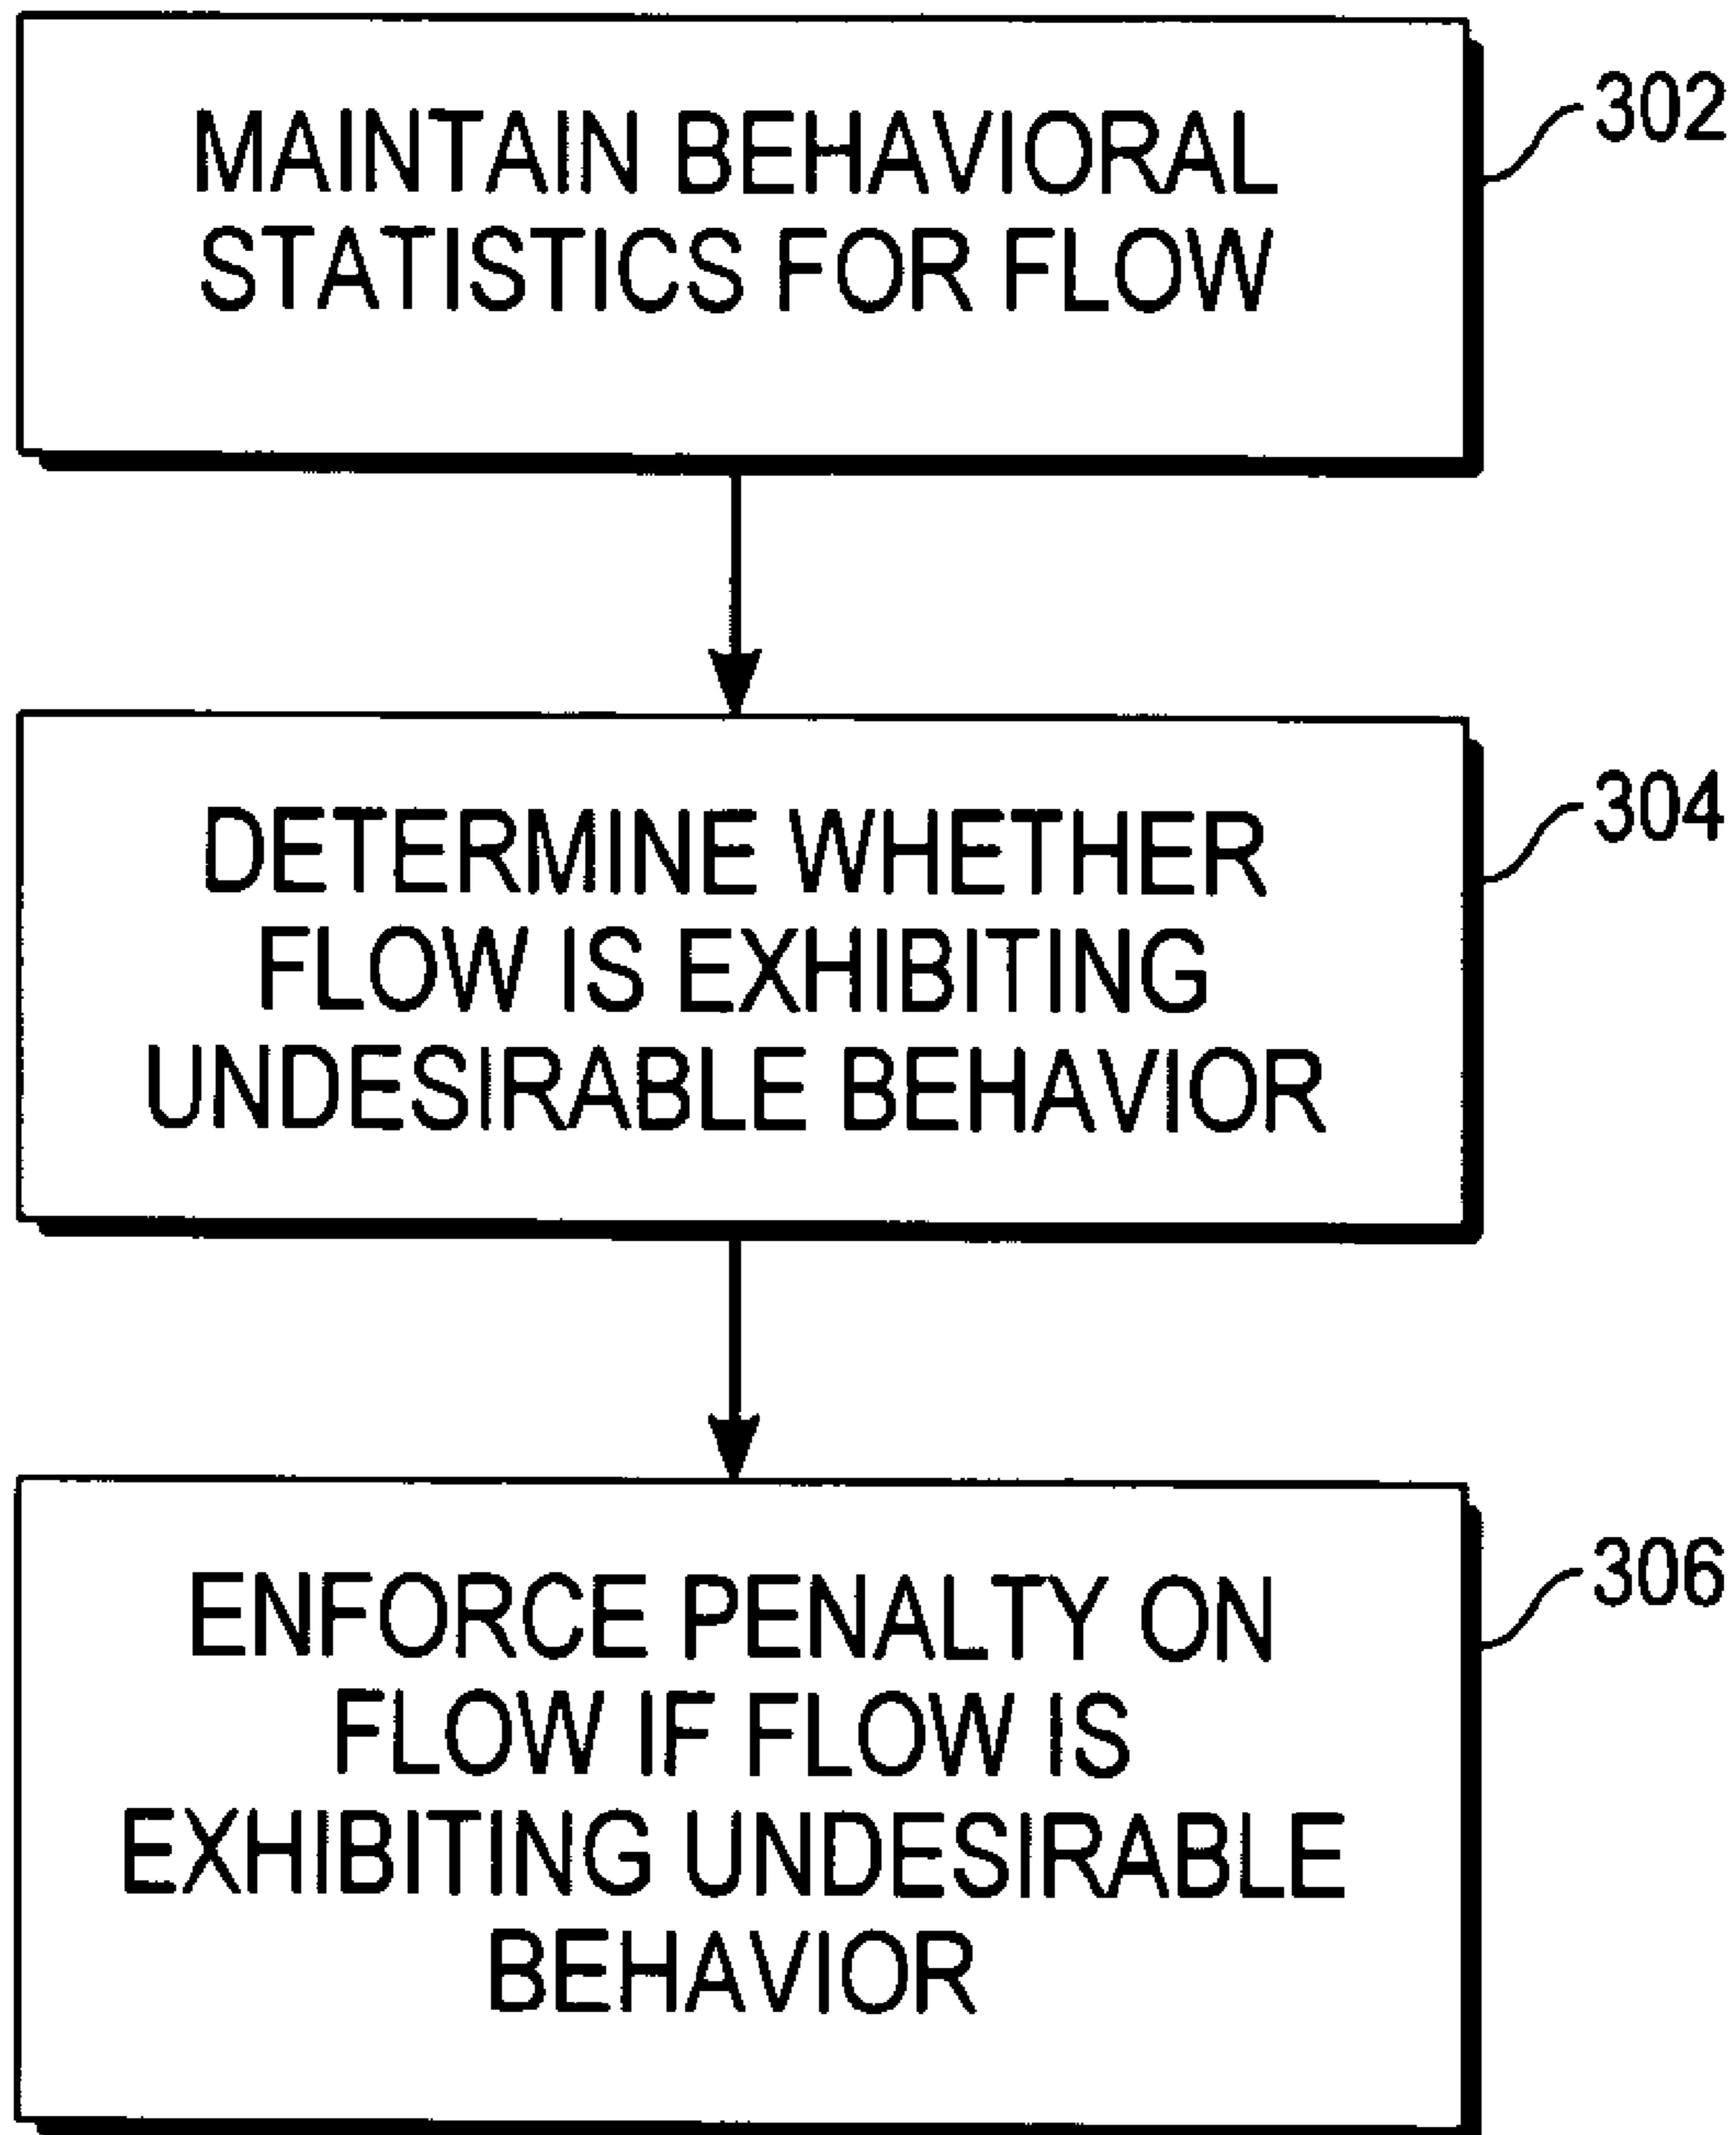 MAINTAIN BEHAVIORAL
STATISTICS FOR FLOW
302
DETERMINE WHETHER
FLOW IS EXHIBITING
UNDESIRABLE BEHAVIOR
304
ENFORCE PENALTY ON
FLOW IF FLOW IS
EXHIBITING UNDESIRABLE
BEHAVIOR
306